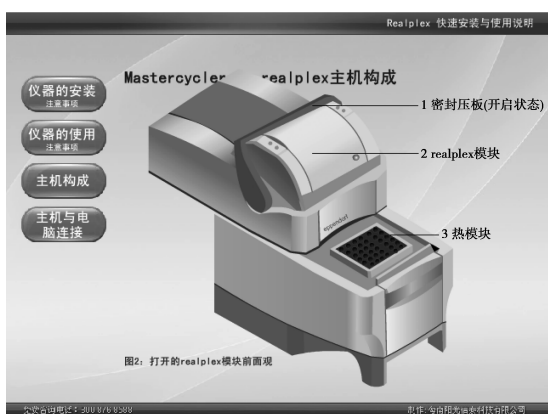 Realplex 快速安装与使用说明
Mastercycler realplex主机构成
仪器的安装
注意事项
仪器的使用
注意事项
主机构成
主机与电
脑连接
1 密封压板(开启状态)
2 realplex模块
3 热模块
eppendorf
图2: 打开的realplex模块前面观